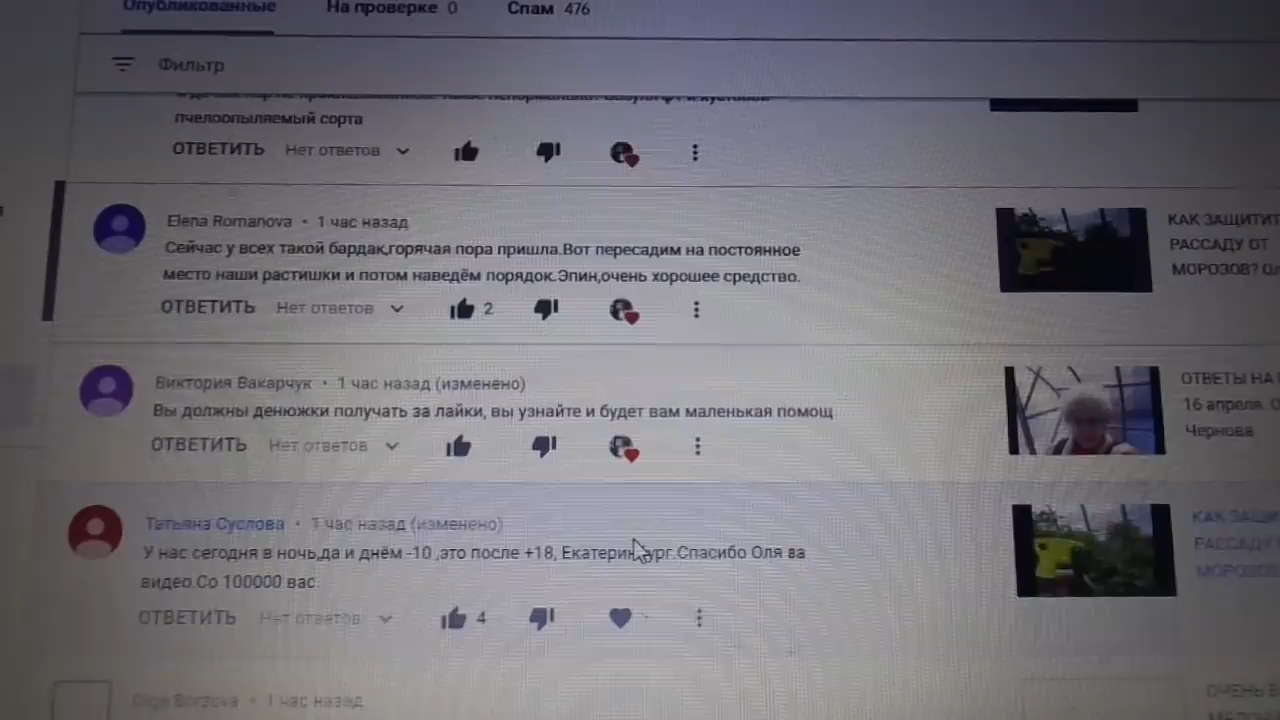 Опубликованные На проверке 0 Спам 476
Фильтр
пчелоопыляемый сорта
ОТВЕТИТЬ Нет ответов
Elena Romanova • 1 час назад
Сейчас у всех такой бардак,горячая пора пришла.Вот пересадим на постоянное
место наши растишки и потом наведём порядок.Эпин,очень хорошее средство.
ОТВЕТИТЬ Нет ответов 2
КАК ЗАЩИТИТ
РАССАДУ ОТ
МОРОЗОВ? Ол
Виктория Вакарчук • 1 час назад (изменено)
Вы должны денюжки получать за лайки, вы узнайте и будет вам маленькая помощ
ОТВЕТИТЬ Нет ответов
ОТВЕТЫ НА
16 апреля.
Чернова
Татьяна Суслова • 1 час назад (изменено)
У нас сегодня в ночь,да и днём -10 ,это после +18, Екатеринбург.Спасибо Оля за
видео.Со 100000 вас.
ОТВЕТИТЬ Нет ответов 4
КАК ЗАЩИ
РАССАДУ
МОРОЗОВ
Olga Borzova • 1 час назад
ОЧЕНЬ В